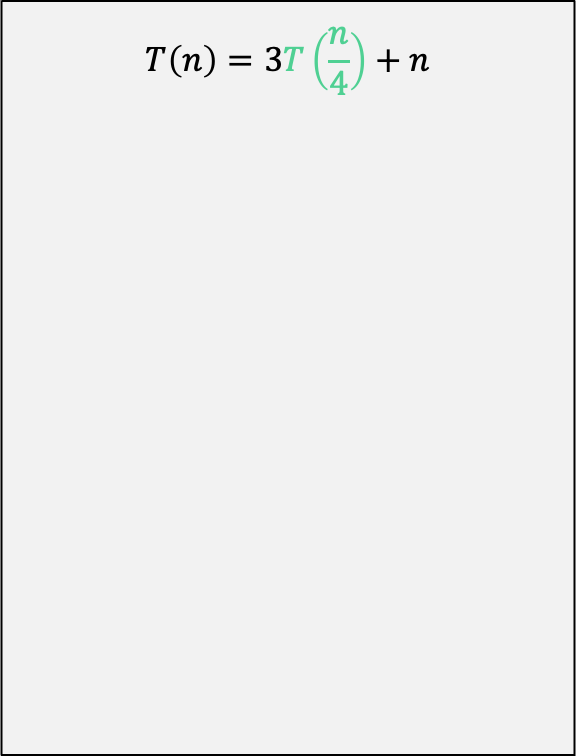 T(n) = 3T(n/4) + n